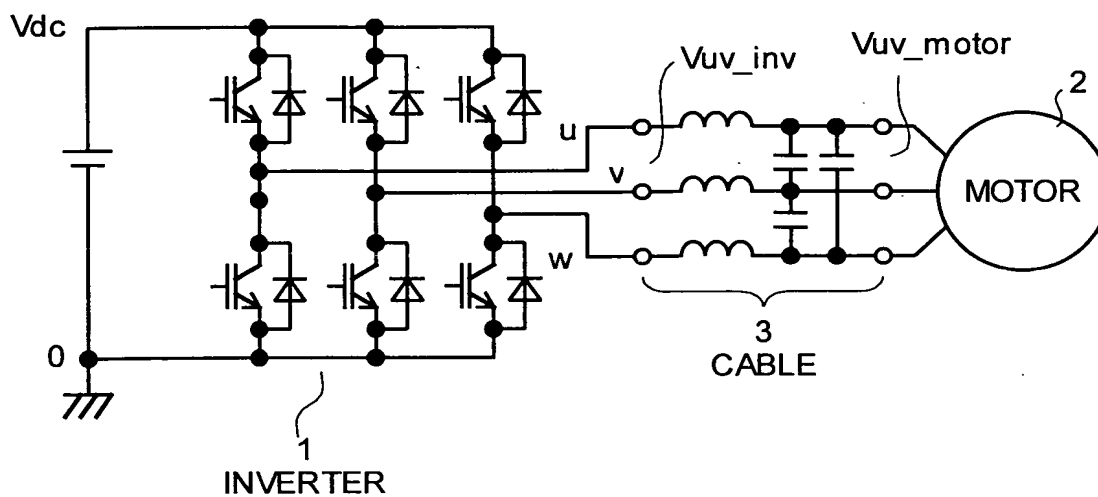 Vdc
Vuv_inv
Vuv_motor
2
u
v
MOTOR
w
0
3
CABLE
1
INVERTER